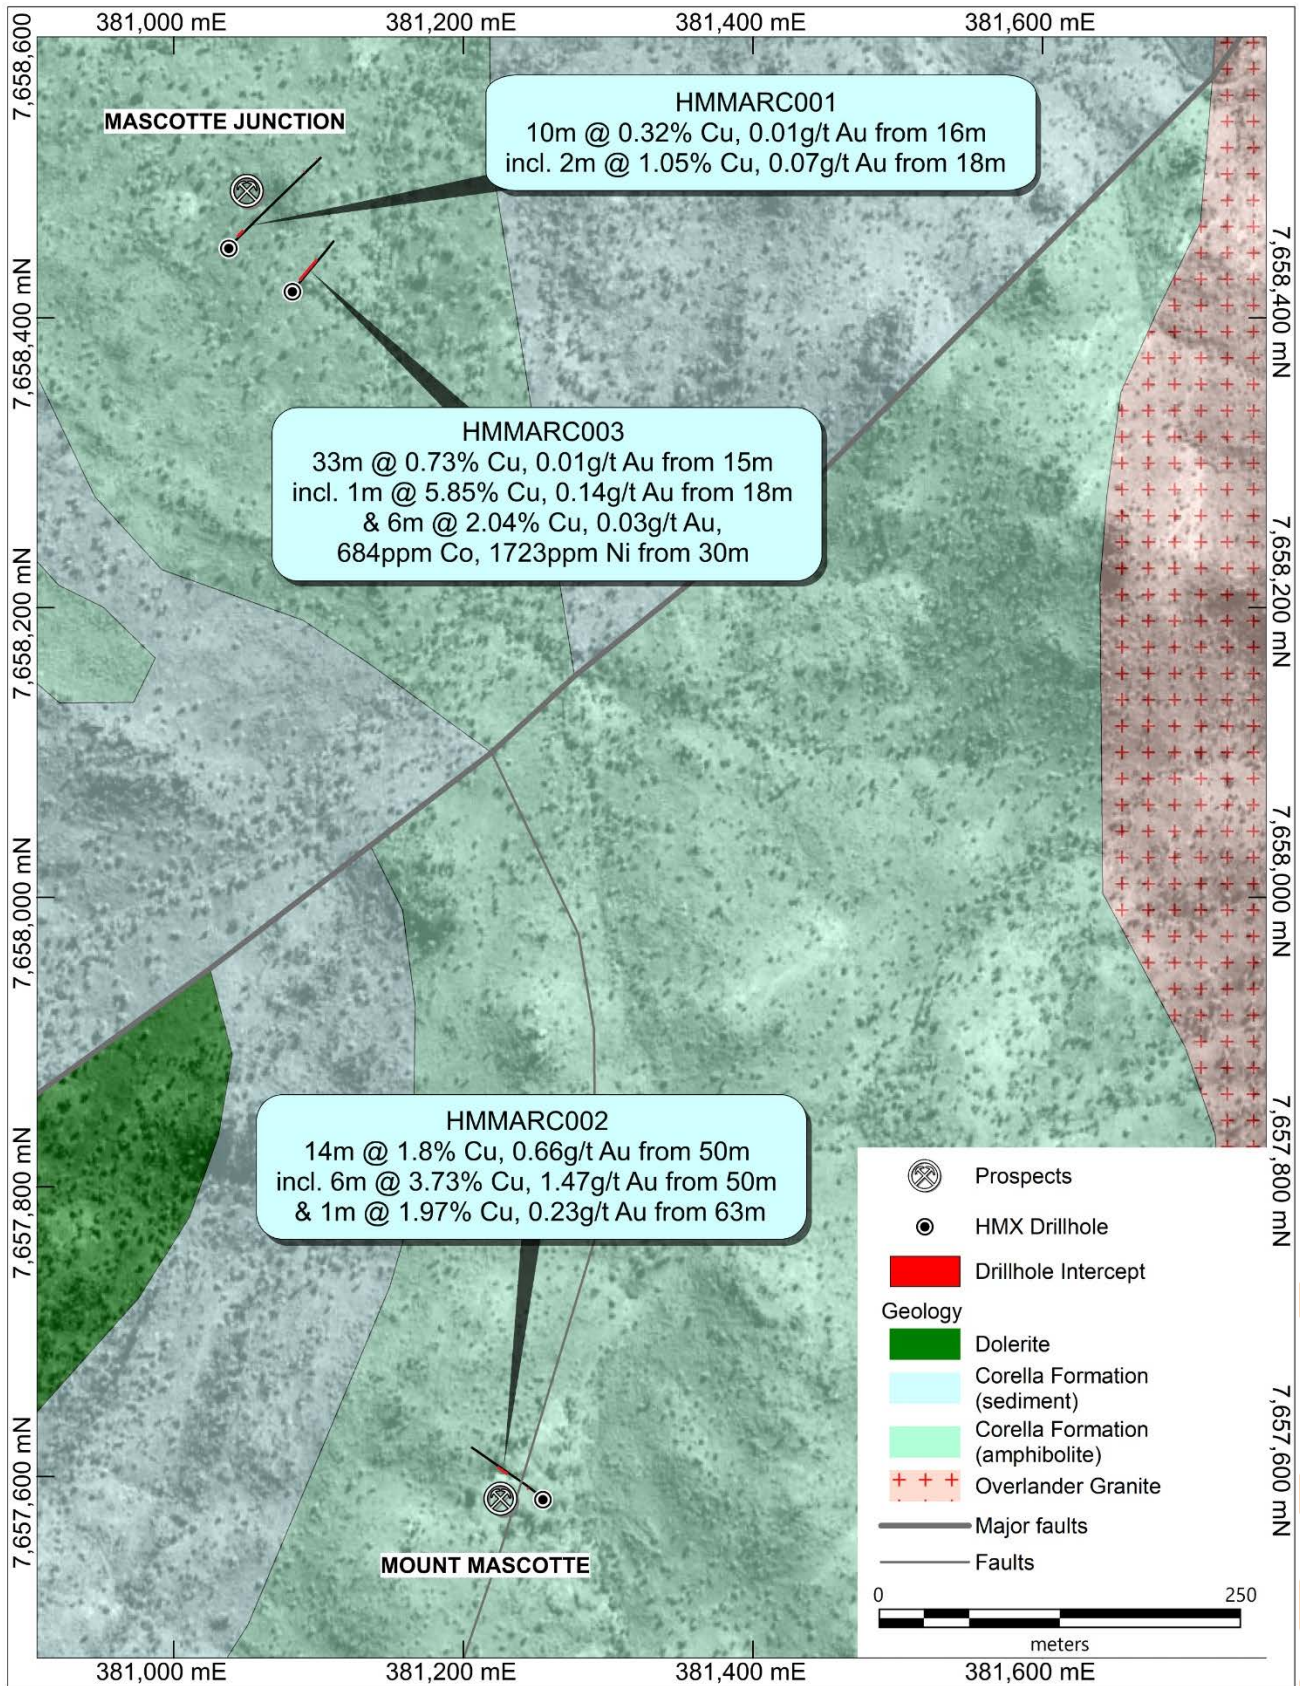 381,000 mE
381,200 mE
381,400 mE
381,600 mE
7,658,600
MASCOTTE JUNCTION
HMMARC001
10m @ 0.32% Cu, 0.01g/t Au from 16m
incl. 2m @ 1.05% Cu, 0.07g/t Au from 18m
7,658,400 mN
7,658,400 mN
HMMARC003
33m @ 0.73% Cu, 0.01g/t Au from 15m
incl. 1m @ 5.85% Cu, 0.14g/t Au from 18m
& 6m @ 2.04% Cu, 0.03g/t Au,
684ppm Co, 1723ppm Ni from 30m
7,658,200 mN
7,658,200 mN
7,658,000 mN
7,658,000 mN
HMMARC002
14m @ 1.8% Cu, 0.66g/t Au from 50m
incl. 6m @ 3.73% Cu, 1.47g/t Au from 50m
& 1m @ 1.97% Cu, 0.23g/t Au from 63m
7,657,800 mN
7,657,800 mN
7,657,600 mN
7,657,600 mN
MOUNT MASCOTTE
Prospects
HMX Drillhole
Drillhole Intercept
Geology
Dolerite
Corella Formation
(sediment)
Corella Formation
(amphibolite)
Overlander Granite
Major faults
Faults
0
250
meters
381,000 mE
381,200 mE
381,400 mE
381,600 mE